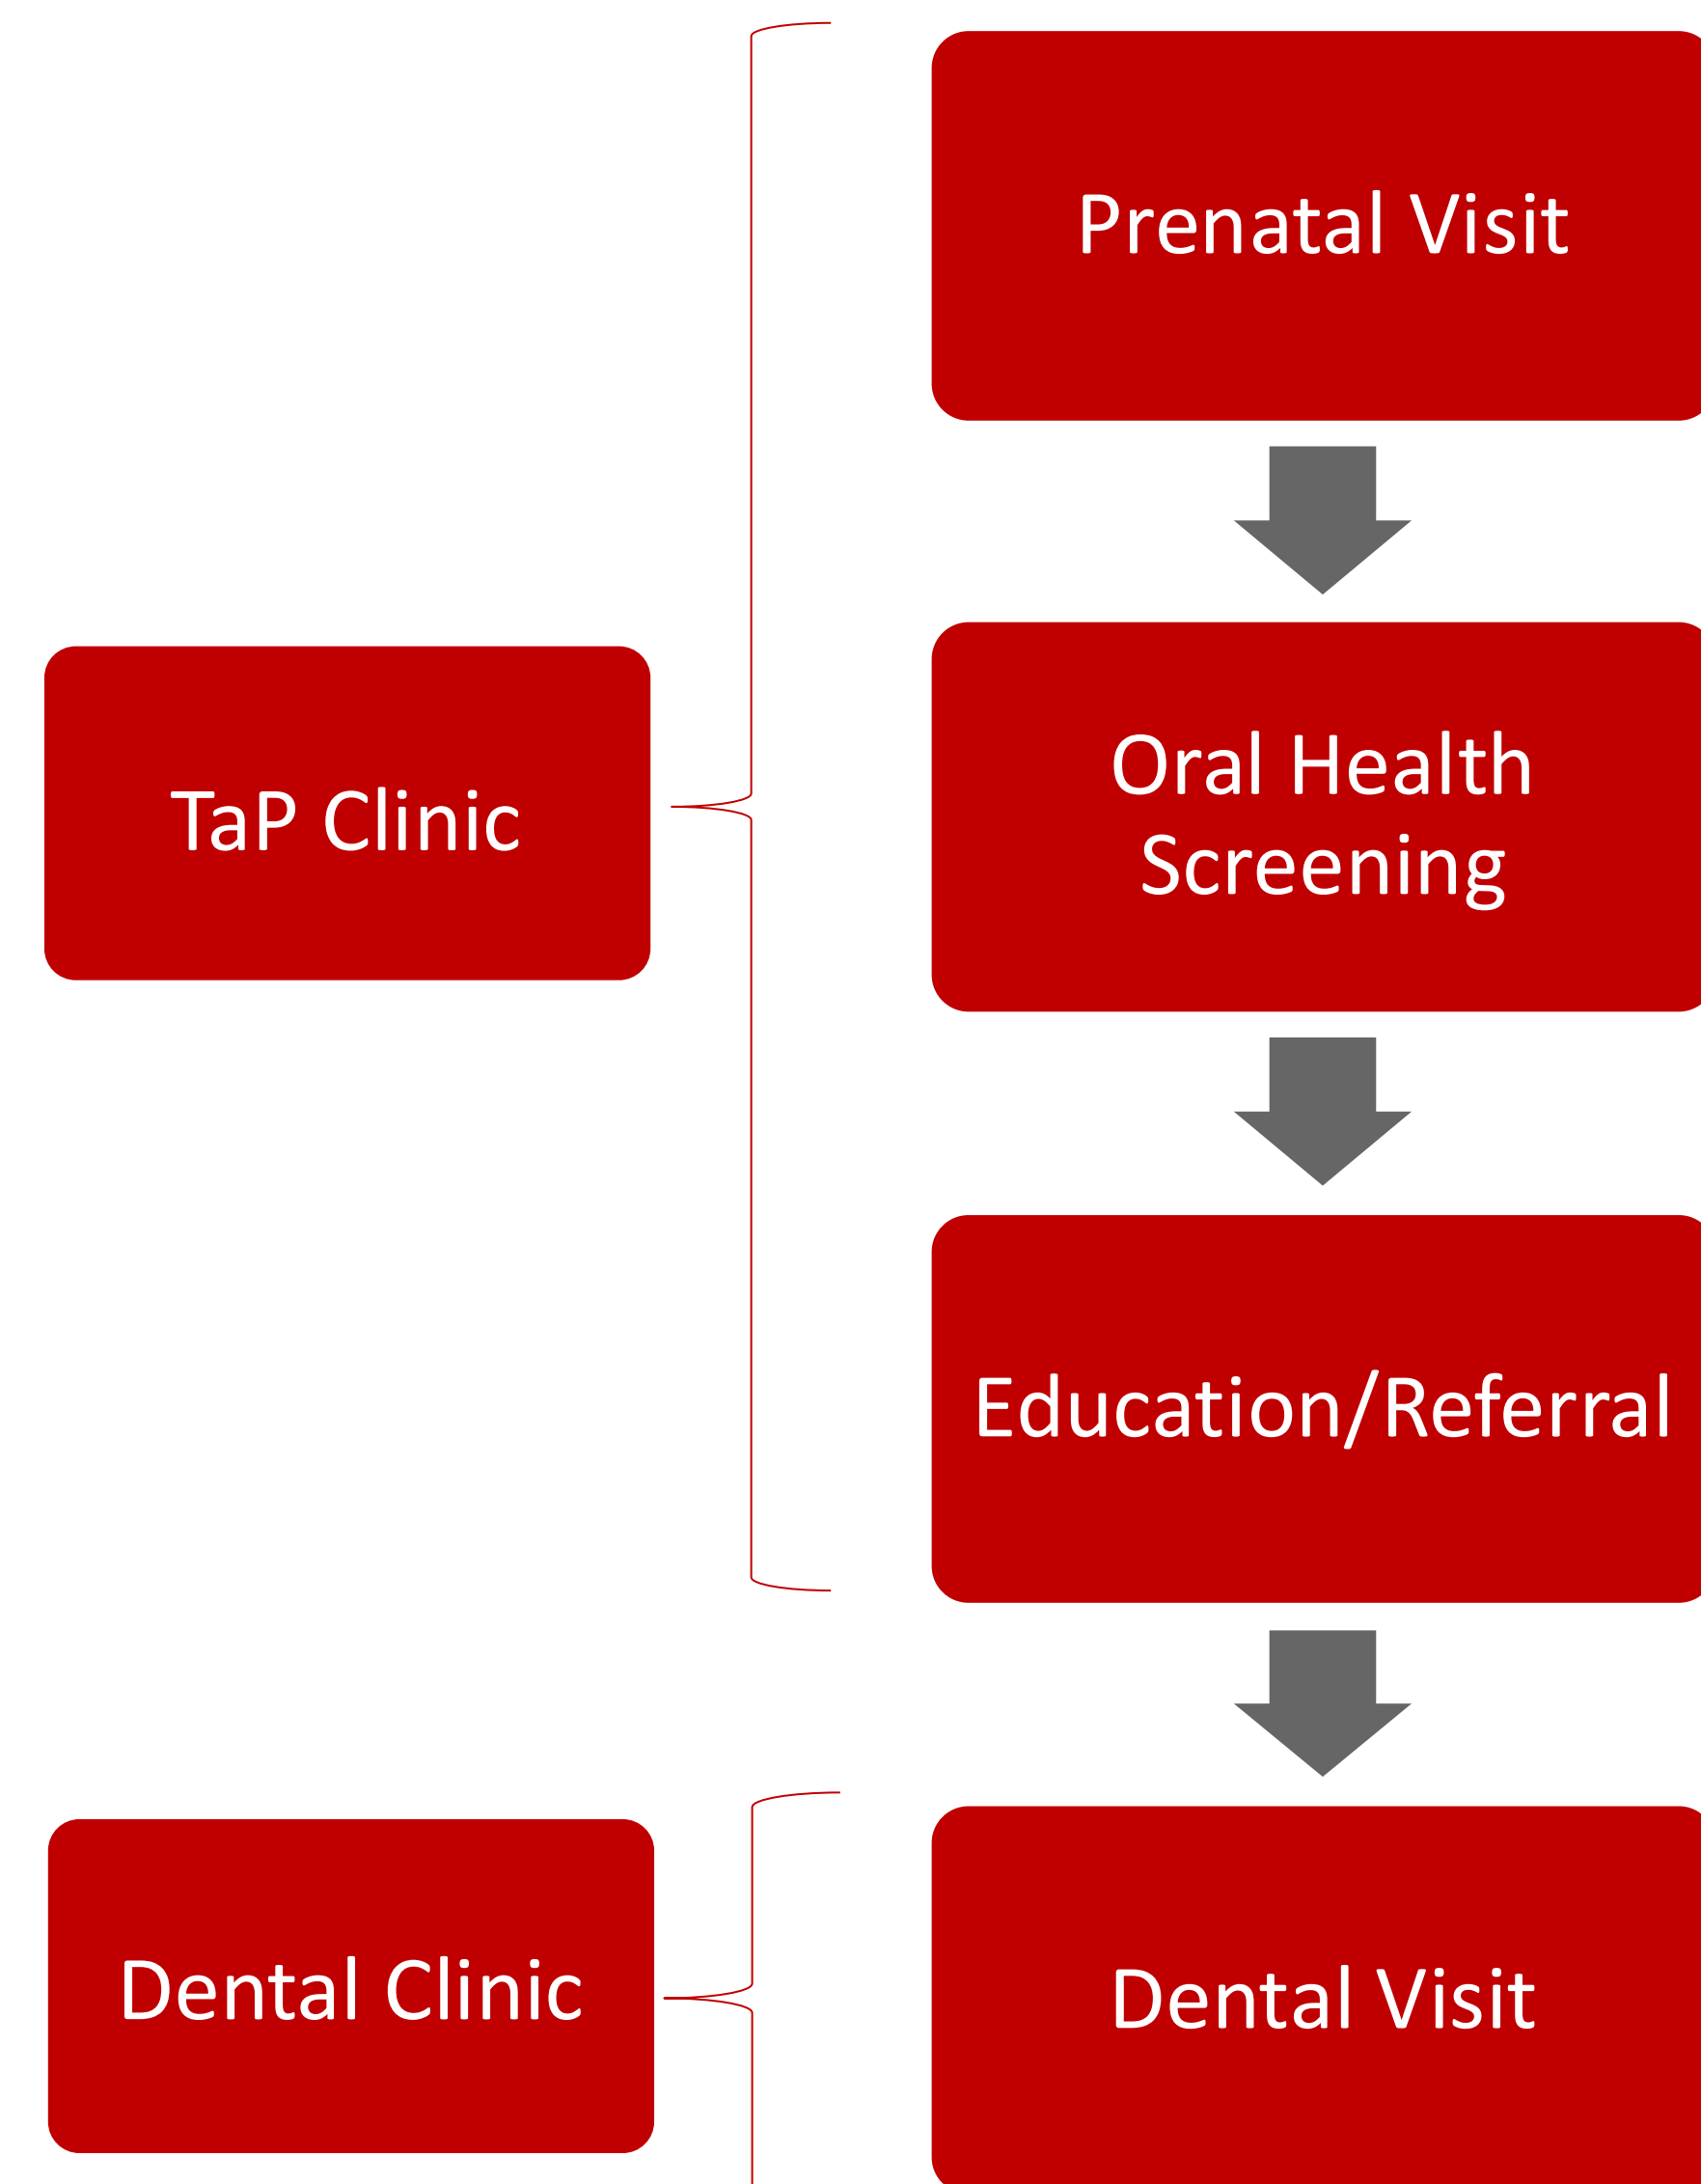 Prenatal Visit
TaP Clinic
Oral Health
Screening
Education/Referral
Dental Clinic
Dental Visit